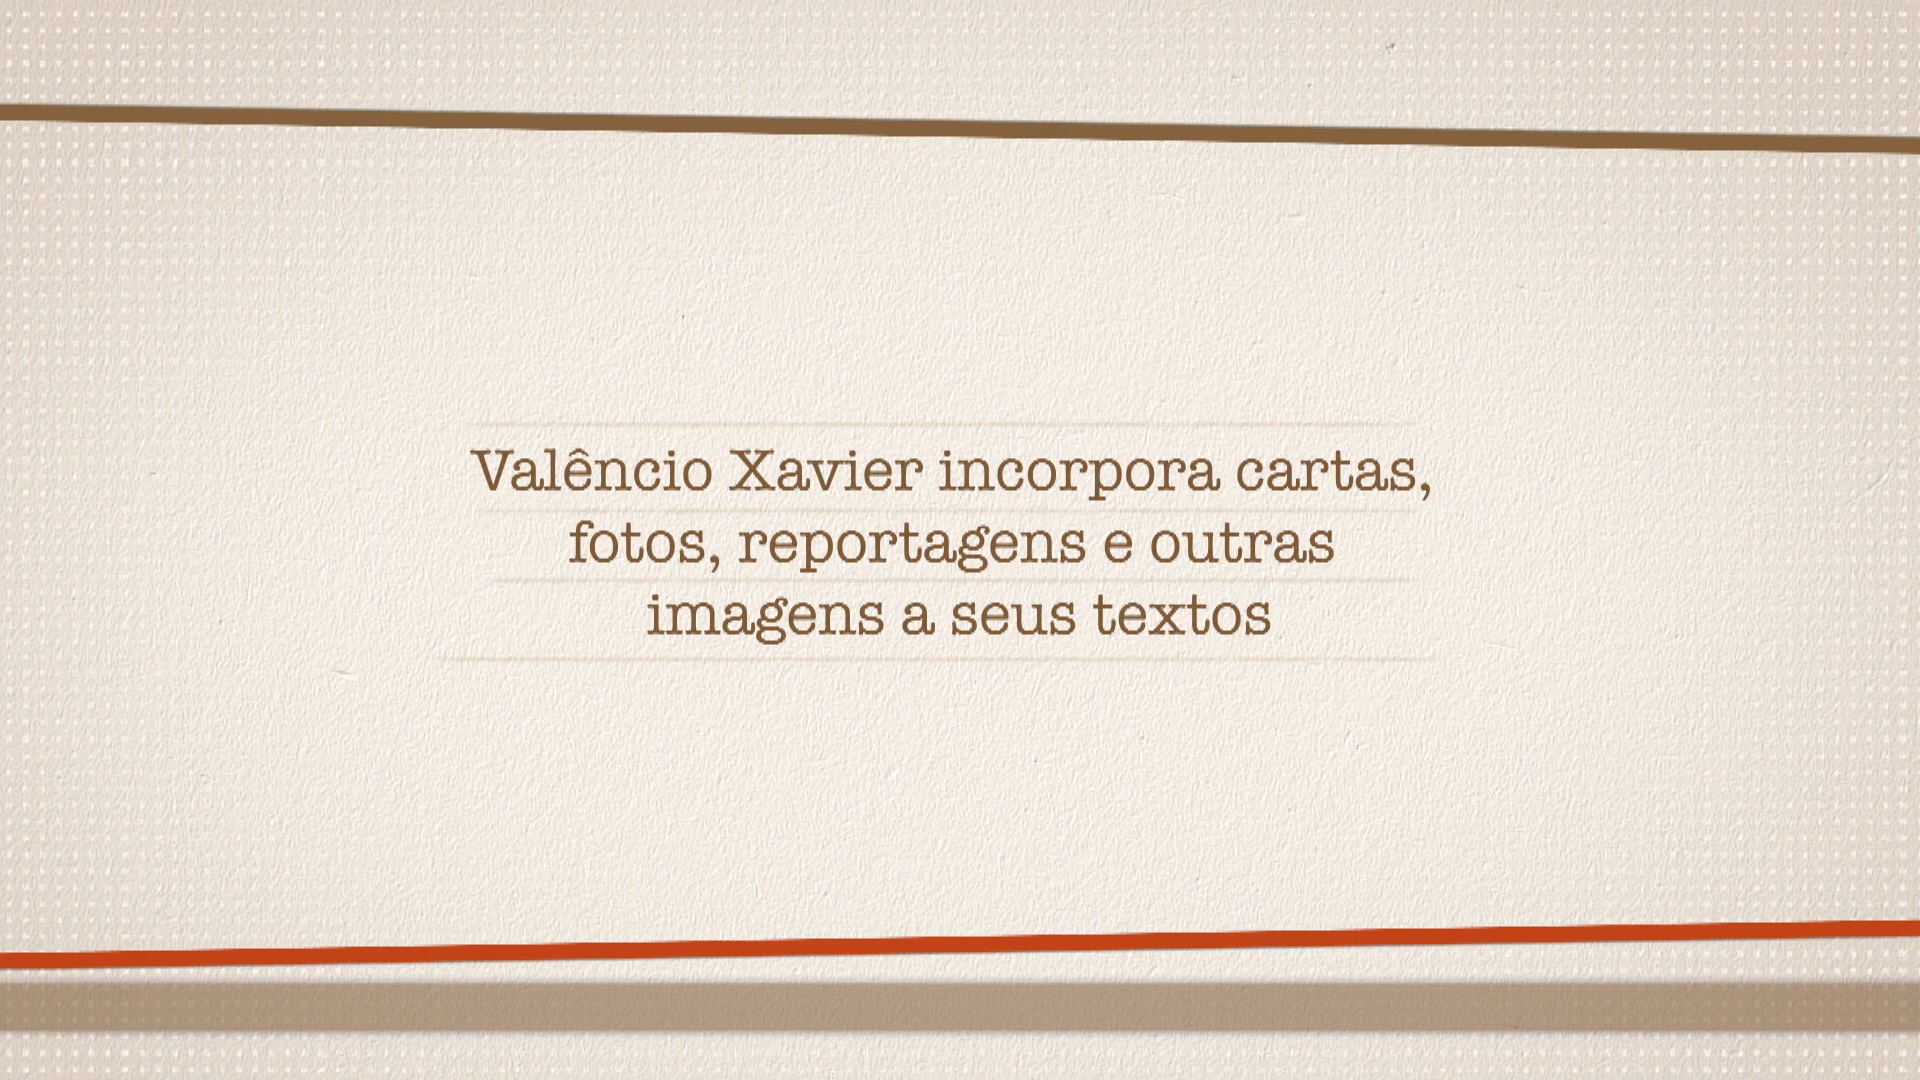 Valêncio Xavier incorpora cartas,
fotos, reportagens e outras
imagens a seus textos